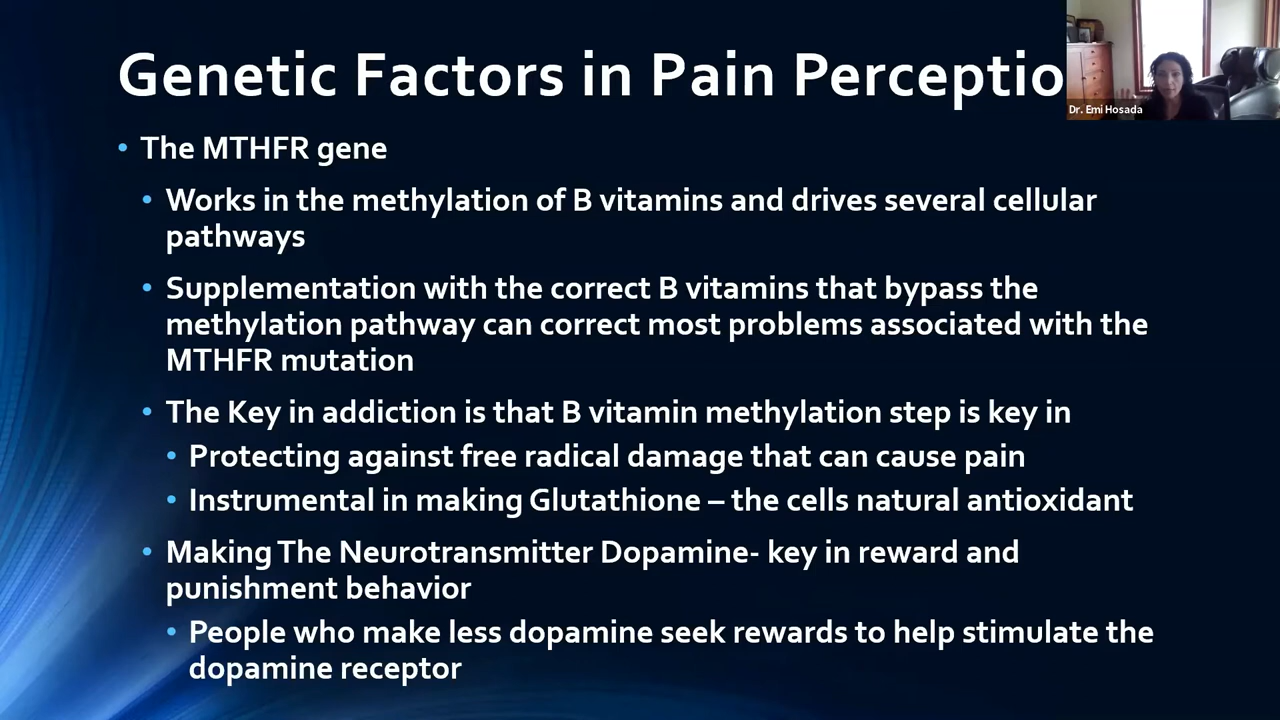 Genetic Factors in Pain Perceptio
Dr. Emi Hosada
• The MTHFR gene
• Works in the methylation of B vitamins and drives several cellular
pathways
• Supplementation with the correct B vitamins that bypass the
methylation pathway can correct most problems associated with the
MTHFR mutation
• The Key in addiction is that B vitamin methylation step is key in
• Protecting against free radical damage that can cause pain
• Instrumental in making Glutathione – the cells natural antioxidant
• Making The Neurotransmitter Dopamine- key in reward and
punishment behavior
• People who make less dopamine seek rewards to help stimulate the
dopamine receptor